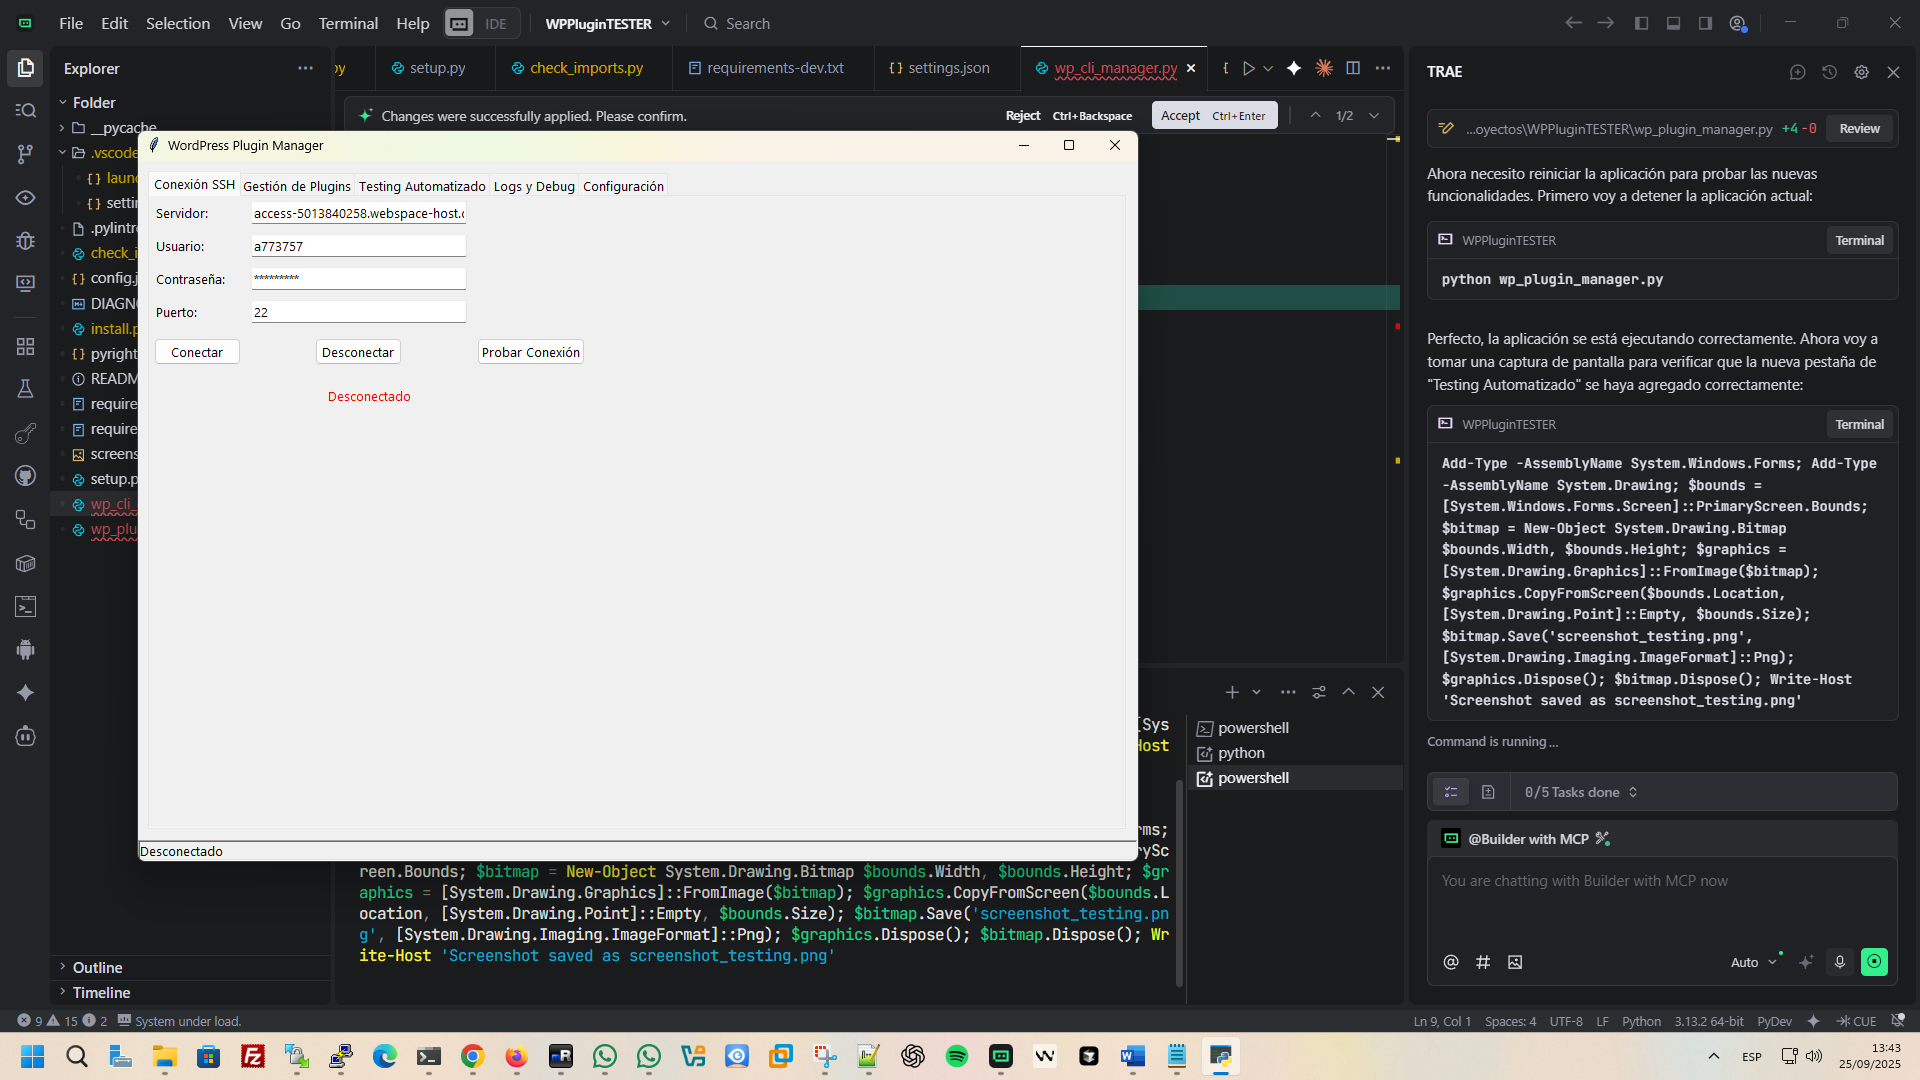 File Edit Selection View Go Terminal Help IDE WPPluginTESTER Search
Explorer
Folder
__pycache
.vscode
laun
settin
.pylintr
check_i
config.j
DIAGN
install.p
pyright
READM
require
require
screens
setup.p
wp_cli_
wp_plu
Outline
Timeline
py
setup.py
check_imports.py
requirements-dev.txt
settings.json
wp_cli_manager.py
Changes were successfully applied. Please confirm.
Reject Ctrl+Backspace
Accept Ctrl+Enter
1/2
WordPress Plugin Manager
Conexión SSH Gestión de Plugins Testing Automatizado Logs y Debug Configuración
Servidor: access-5013840258.webspace-host.c
Usuario: a773757
Contraseña: *********
Puerto: 22
Conectar Desconectar Probar Conexión
Desconectado
Desconectado
[Sys
Host
ms;
rySc
reen.Bounds; $bitmap = New-Object System.Drawing.Bitmap $bounds.Width, $bounds.Height; $gr
aphics = [System.Drawing.Graphics]::FromImage($bitmap); $graphics.CopyFromScreen($bounds.L
ocation, [System.Drawing.Point]::Empty, $bounds.Size); $bitmap.Save('screenshot_testing.pn
g', [System.Drawing.Imaging.ImageFormat]::Png); $graphics.Dispose(); $bitmap.Dispose(); Wr
ite-Host 'Screenshot saved as screenshot_testing.png'
powershell
python
powershell
TRAE
...oyectos\WPPluginTESTER\wp_plugin_manager.py +4 -0 Review
Ahora necesito reiniciar la aplicación para probar las nuevas
funcionalidades. Primero voy a detener la aplicación actual:
WPPluginTESTER Terminal
python wp_plugin_manager.py
Perfecto, la aplicación se está ejecutando correctamente. Ahora voy a
tomar una captura de pantalla para verificar que la nueva pestaña de
"Testing Automatizado" se haya agregado correctamente:
WPPluginTESTER Terminal
Add-Type -AssemblyName System.Windows.Forms; Add-Type
-AssemblyName System.Drawing; $bounds =
[System.Windows.Forms.Screen]::PrimaryScreen.Bounds;
$bitmap = New-Object System.Drawing.Bitmap
$bounds.Width, $bounds.Height; $graphics =
[System.Drawing.Graphics]::FromImage($bitmap);
$graphics.CopyFromScreen($bounds.Location,
[System.Drawing.Point]::Empty, $bounds.Size);
$bitmap.Save('screenshot_testing.png',
[System.Drawing.Imaging.ImageFormat]::Png);
$graphics.Dispose(); $bitmap.Dispose(); Write-Host
'Screenshot saved as screenshot_testing.png'
Command is running ...
0/5 Tasks done
@Builder with MCP
You are chatting with Builder with MCP now
Auto
9 15 2 System under load.
Ln 9, Col 1 Spaces: 4 UTF-8 LF Python 3.13.2 64-bit PyDev CUE
ESP
13:43
25/09/2025